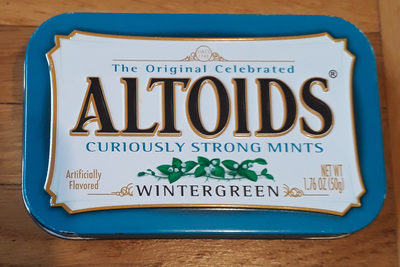 The Original Celebrated
ALTOIDS®
CURIOUSLY STRONG MINTS
Artificially
Flavored
NET WT
1.76 OZ (50g)
WINTERGREEN